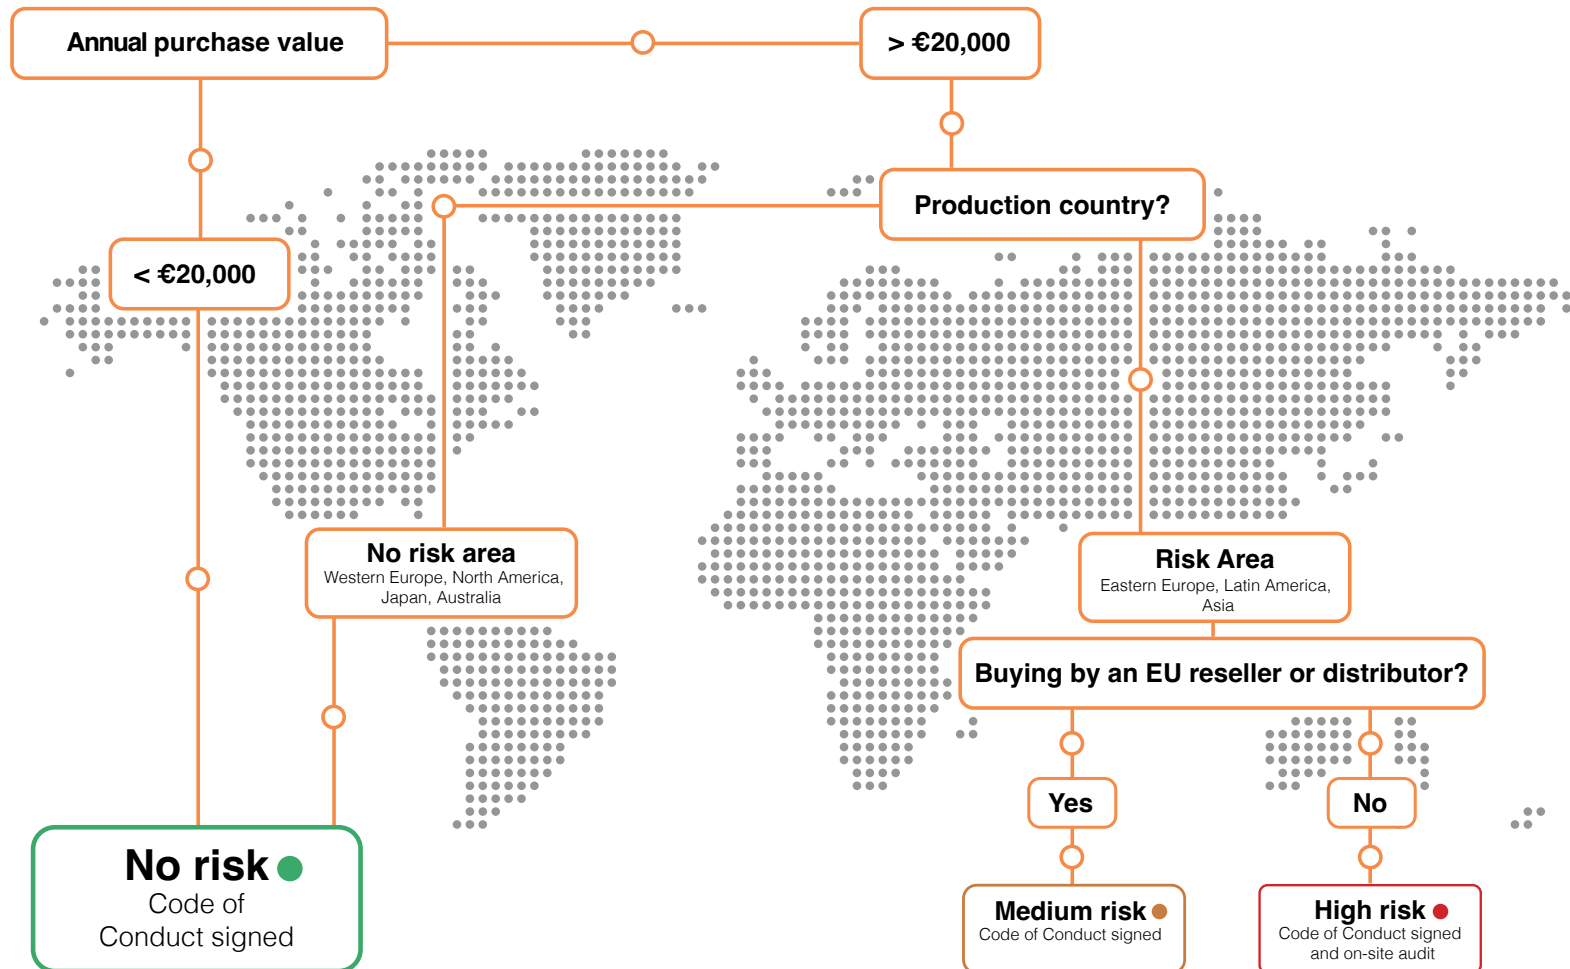 Annual purchase value
> €20,000
Production country?
< €20,000
No risk area
Western Europe, North America,
Japan, Australia
Risk Area
Eastern Europe, Latin America,
Asia
Buying by an EU reseller or distributor?
Yes
No
No risk
Code of
Conduct signed
Medium risk
Code of Conduct signed
High risk
Code of Conduct signed
and on-site audit